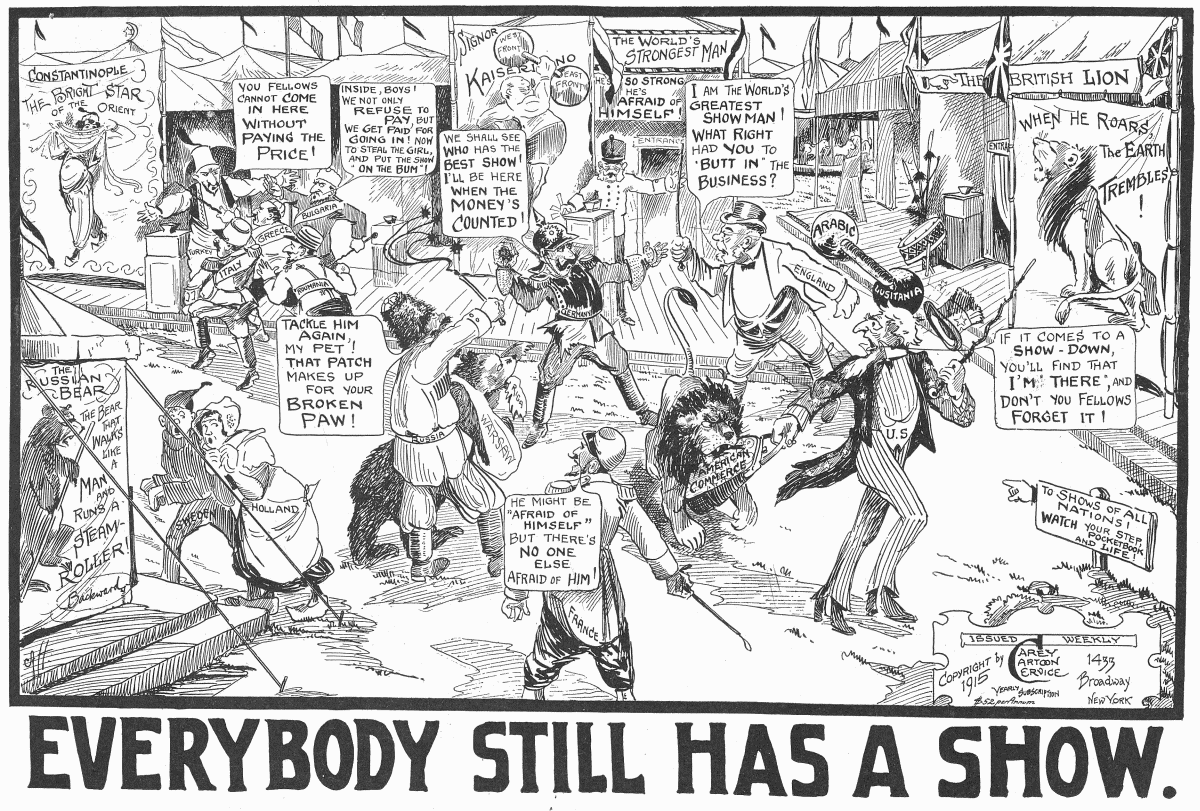 CONSTANTINOPLE
THE BRIGHT STAR
OF THE ORIENT
YOU FELLOWS
CANNOT COME
IN HERE
WITHOUT
PAYING THE
PRICE!
INSIDE, BOYS!
WE NOT ONLY
REFUSE TO
PAY, BUT
WE GET PAID FOR
GOING IN! NOW
TO STEAL THE GIRL,
AND PUT THE SHOW
"ON THE BUM"!
SIGNOR
KAISERINO
WEST
FRONT
EAST
FRONT
WE SHALL SEE
WHO HAS THE
BEST SHOW!
I'LL BE HERE
WHEN THE
MONEY'S
COUNTED!
THE WORLD'S
STRONGEST MAN
HE'S SO STRONG,
HE'S
AFRAID OF
HIMSELF!
ENTRANCE
I AM THE WORLD'S
GREATEST
SHOWMAN!
WHAT RIGHT
HAD YOU TO
"BUTT IN" THE
BUSINESS?
THE BRITISH LION
ENTRA
WHEN HE ROARS,
THE EARTH
TREMBLES
!
TURKEY
ITALY
GREECE
BULGARIA
ROUMANIA
GERMANY
ENGLAND
ARABIC
LUSITANIA
TACKLE HIM
AGAIN,
MY PET!
THAT PATCH
MAKES UP
FOR YOUR
BROKEN
PAW!
RUSSIA
IF IT COMES TO A
SHOW-DOWN,
YOU'LL FIND THAT
I'M "THERE", AND
DON'T YOU FELLOWS
FORGET IT!
U.S.
AMERICAN
COMMERCE
THE
RUSSIAN
BEAR
THE BEAR
THAT
WALKS
LIKE
A
MAN
AND
RUNS A
STEAM-
ROLLER!
Backward
SWEDEN
HOLLAND
HE MIGHT BE
"AFRAID OF
HIMSELF"
BUT THERE'S
NO ONE
ELSE
AFRAID OF HIM!
FRANCE
TO SHOWS OF ALL
NATIONS!
WATCH YOUR STEP,
POCKETBOOK
AND LIFE!
ISSUED WEEKLY
COPYRIGHT by
1915
CAREY
CARTOON
SERVICE
1433
Broadway
NEW YORK
YEARLY SUBSCRIPTION
$52 per Annum
EVERYBODY STILL HAS A SHOW.